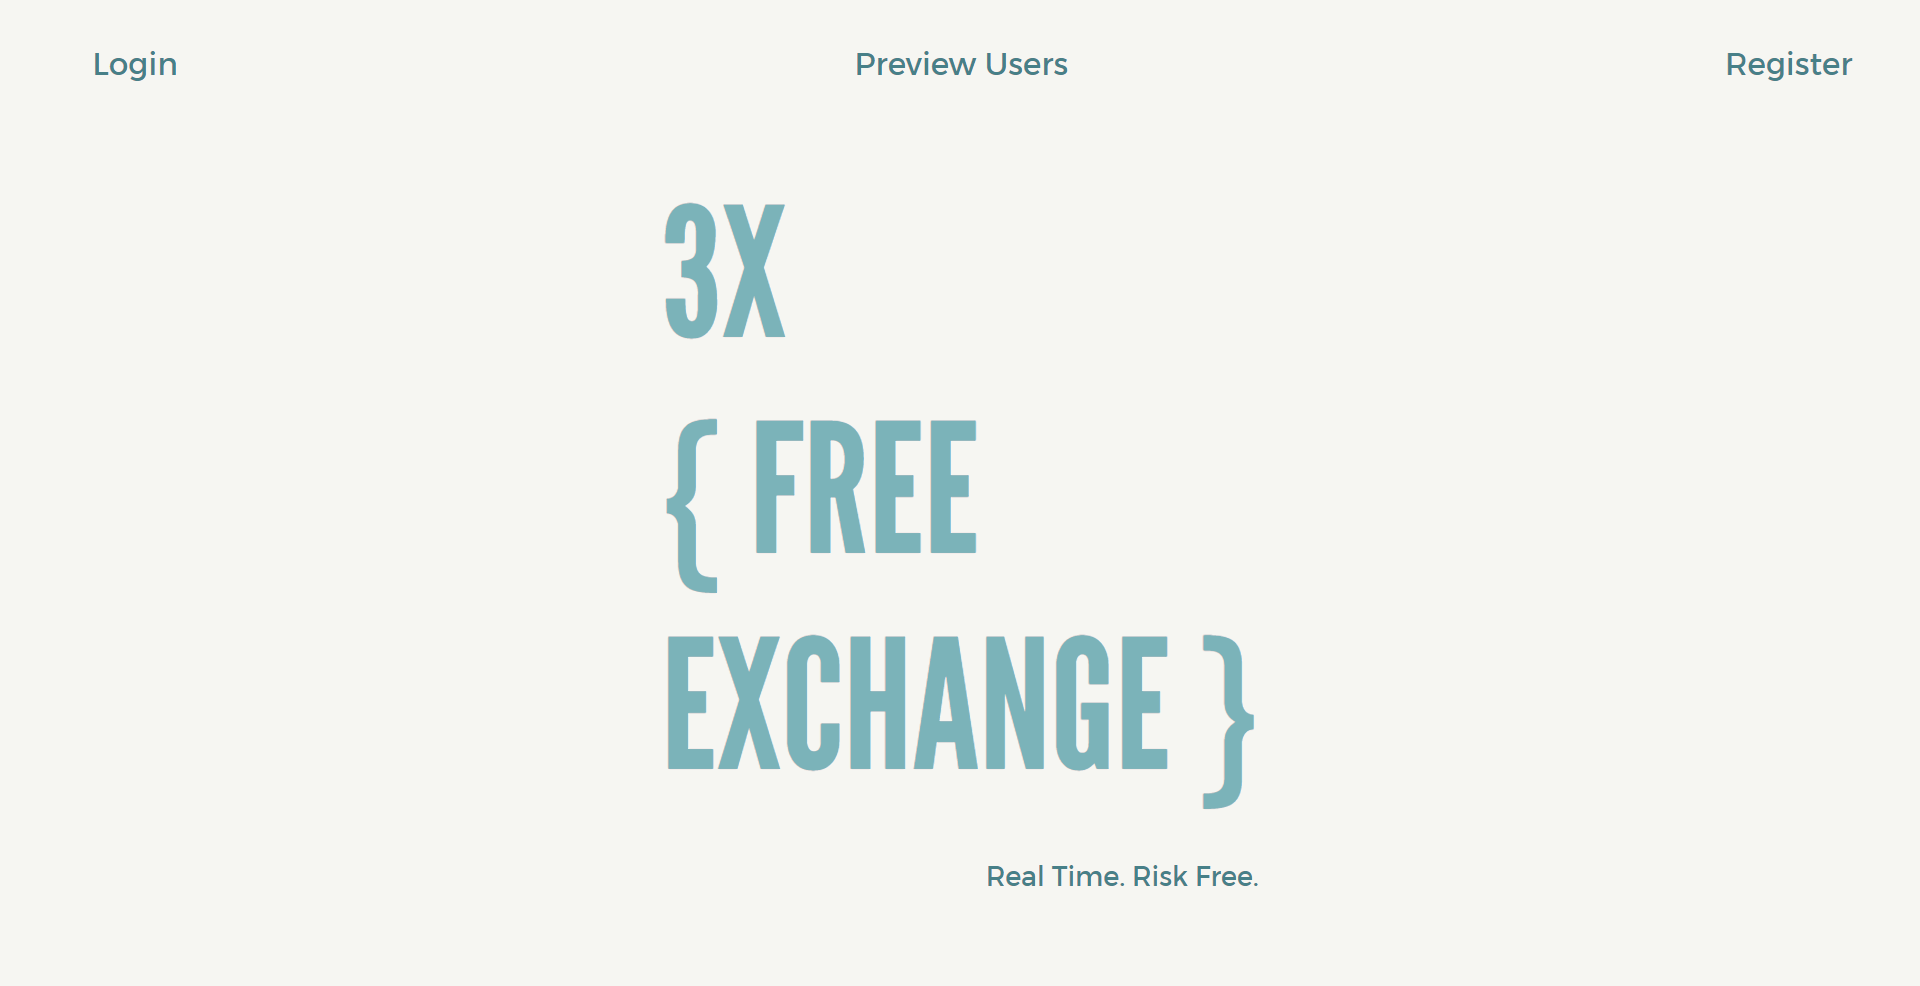 Login
Preview Users
Register
3X
{ FREE
EXCHANGE }
Real Time. Risk Free.